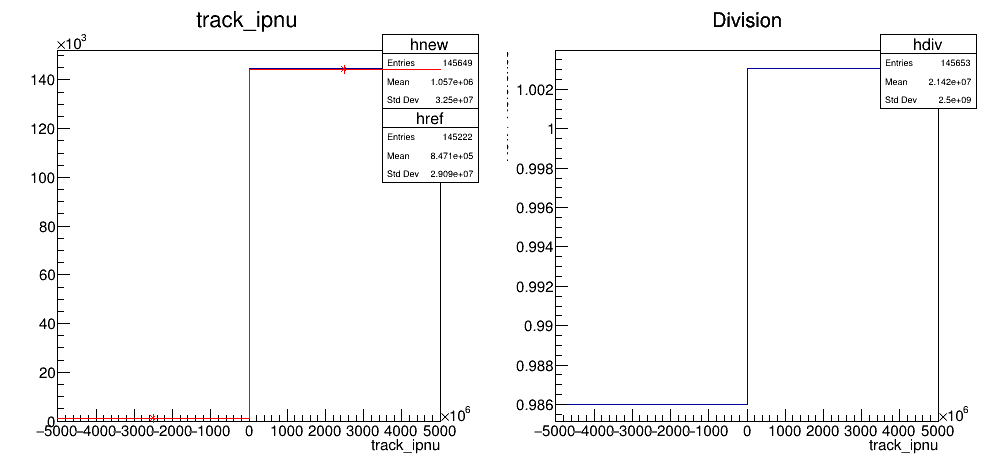 track_ipnu
×10³
hnew
Entries 145649
Mean 1.057e+06
Std Dev 3.25e+07
href
Entries 145222
Mean 8.471e+05
Std Dev 2.909e+07
140
120
100
80
60
40
20
0
−5000 −4000 −3000 −2000 −1000 0 1000 2000 3000 4000 5000
×10⁶
track_ipnu
Division
hdiv
Entries 145653
Mean 2.142e+07
Std Dev 2.5e+09
1.002
1
0.998
0.996
0.994
0.992
0.99
0.988
0.986
−5000 −4000 −3000 −2000 −1000 0 1000 2000 3000 4000 5000
×10⁶
track_ipnu